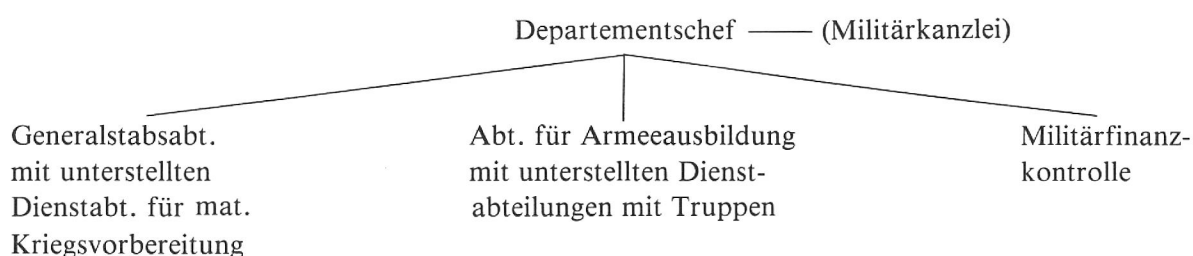 Departementschef —— (Militärkanzlei)
Generalstabsabt.
mit unterstellten
Dienstabt. für mat.
Kriegsvorbereitung
Abt. für Armeeausbildung
mit unterstellten Dienst-
abteilungen mit Truppen
Militärfinanz-
kontrolle